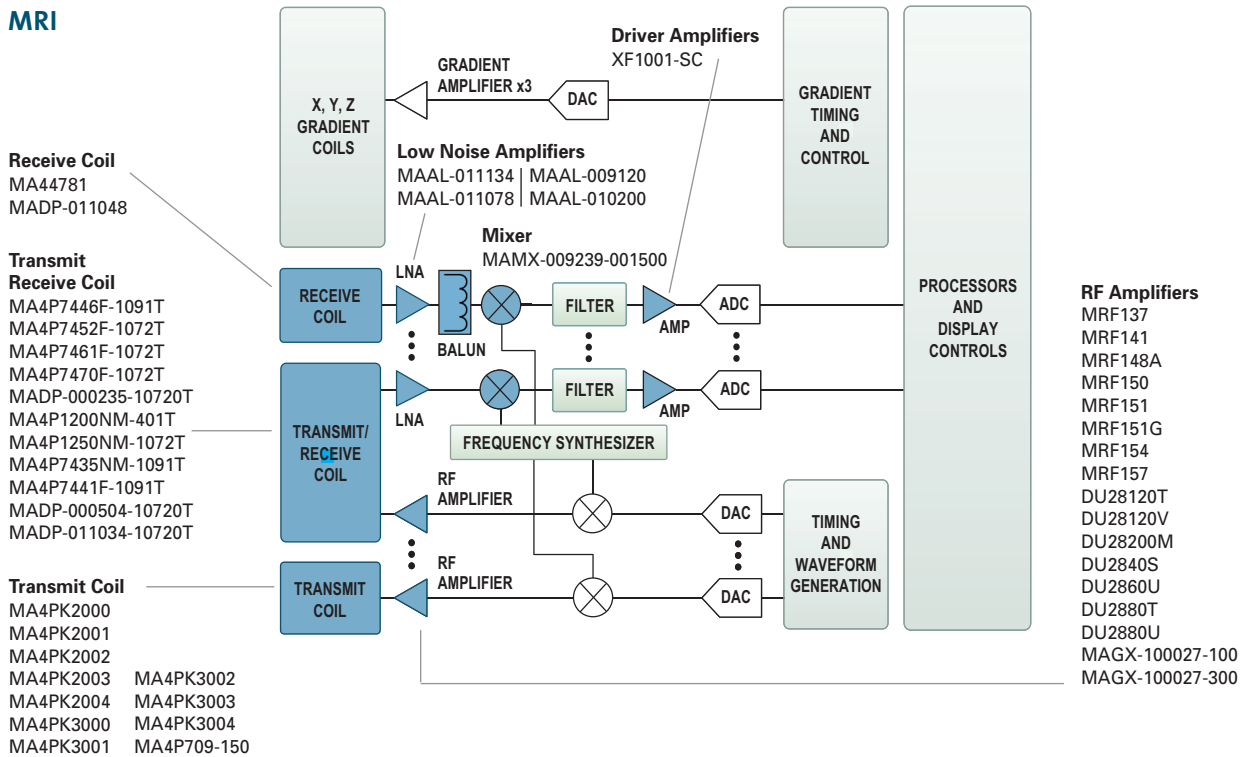 MRI
X, Y, Z
GRADIENT
COILS
GRADIENT
AMPLIFIER x3
DAC
Driver Amplifiers
XF1001-SC
GRADIENT
TIMING
AND
CONTROL
PROCESSORS
AND
DISPLAY
CONTROLS
Receive Coil
MA44781
MADP-011048
Low Noise Amplifiers
MAAL-011134 | MAAL-009120
MAAL-011078 | MAAL-010200
Mixer
MAMX-009239-001500
Transmit
Receive Coil
MA4P7446F-1091T
MA4P7452F-1072T
MA4P7461F-1072T
MA4P7470F-1072T
MADP-000235-10720T
MA4P1200NM-401T
MA4P1250NM-1072T
MA4P7435NM-1091T
MA4P7441F-1091T
MADP-000504-10720T
MADP-011034-10720T
RECEIVE
COIL
LNA
BALUN
FILTER
AMP
ADC
TRANSMIT/
RECEIVE
COIL
LNA
FILTER
AMP
ADC
FREQUENCY SYNTHESIZER
RF
AMPLIFIER
DAC
TIMING
AND
WAVEFORM
GENERATION
TRANSMIT
COIL
RF
AMPLIFIER
DAC
RF Amplifiers
MRF137
MRF141
MRF148A
MRF150
MRF151
MRF151G
MRF154
MRF157
DU28120T
DU28120V
DU28200M
DU2840S
DU2860U
DU2880T
DU2880U
MAGX-100027-100
MAGX-100027-300
Transmit Coil
MA4PK2000
MA4PK2001
MA4PK2002
MA4PK2003 MA4PK3002
MA4PK2004 MA4PK3003
MA4PK3000 MA4PK3004
MA4PK3001 MA4P709-150